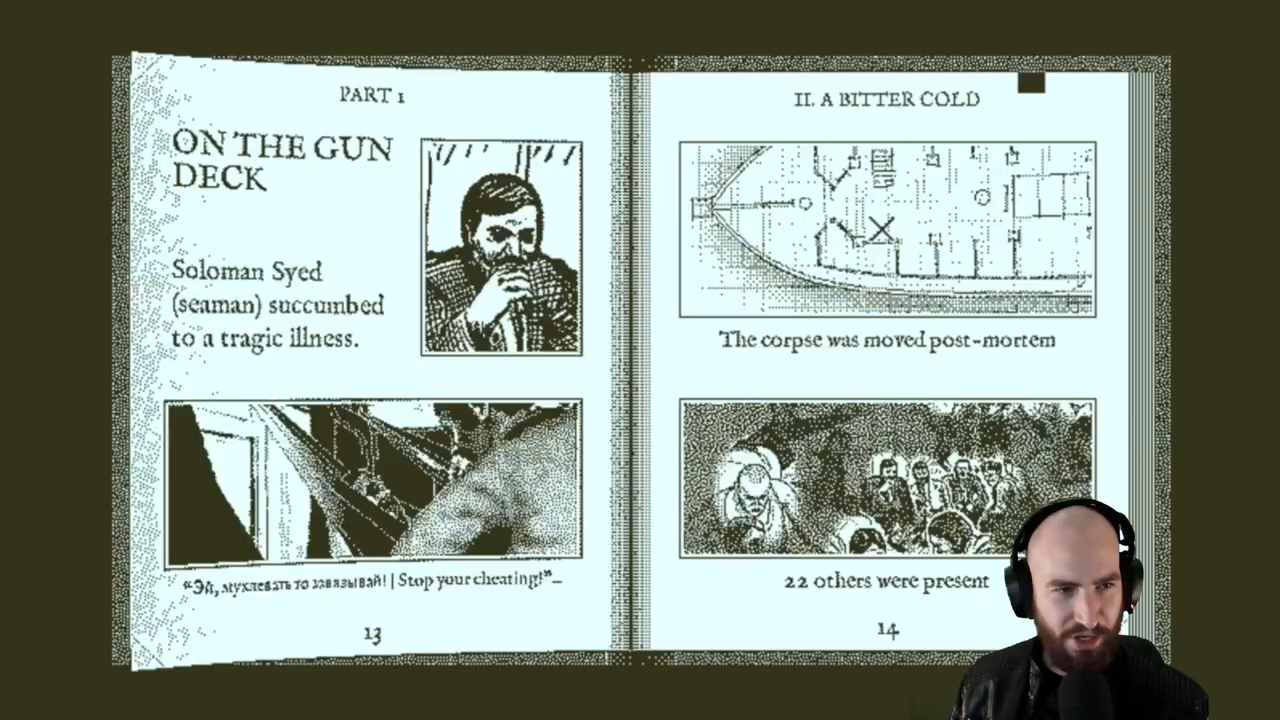 PART 1
ON THE GUN
DECK
Soloman Syed
(seaman) succumbed
to a tragic illness.
"Эй, мухлевать то завязывай! | Stop your cheating!"–
13
II. A BITTER COLD
The corpse was moved post-mortem
22 others were present
14